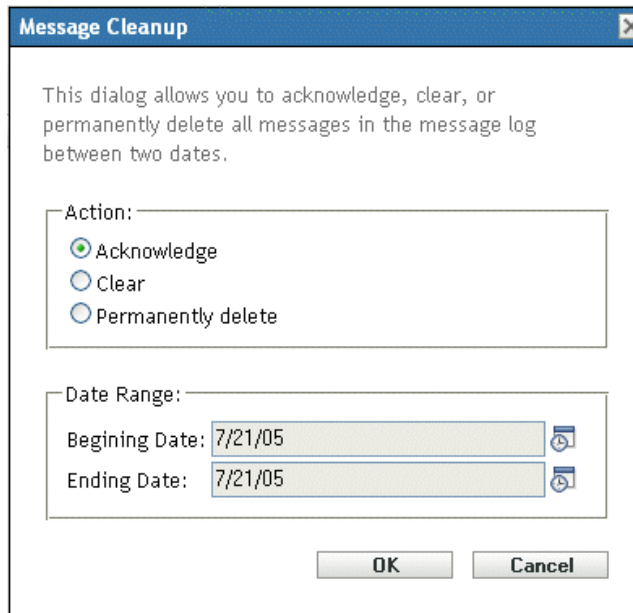 Message Cleanup
This dialog allows you to acknowledge, clear, or
permanently delete all messages in the message log
between two dates.
Action:
Acknowledge
Clear
Permanently delete
Date Range:
Begining Date: 7/21/05
Ending Date: 7/21/05
OK Cancel